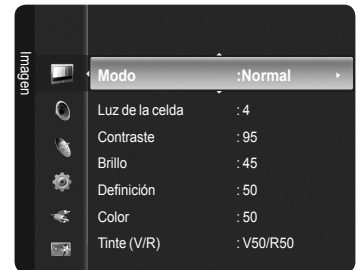 Imagen
Modo :Normal
Luz de la celda : 4
Contraste : 95
Brillo : 45
Definición : 50
Color : 50
Tinte (V/R) : V50/R50